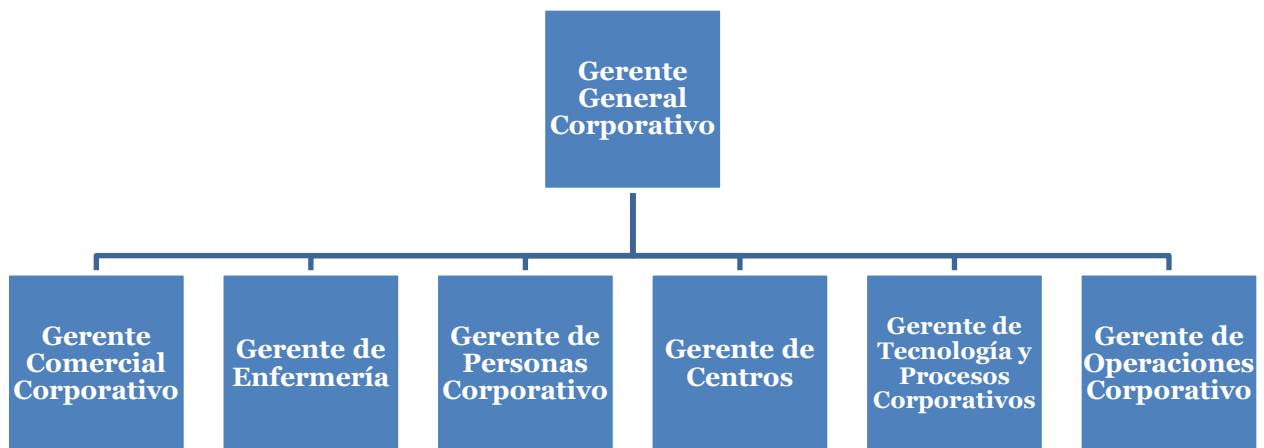 Gerente
General
Corporativo
Gerente
Comercial
Corporativo
Gerente de
Enfermería
Gerente de
Personas
Corporativo
Gerente de
Centros
Gerente de
Tecnología y
Procesos
Corporativos
Gerente de
Operaciones
Corporativo